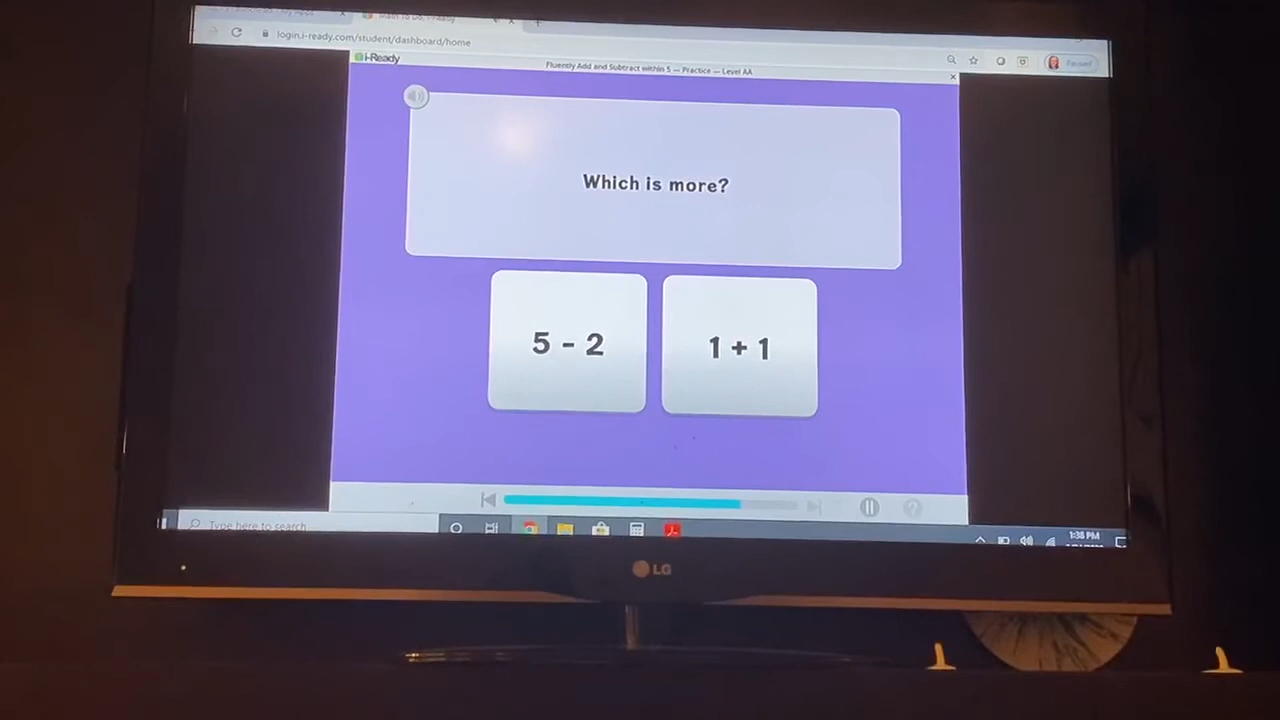 login.i-ready.com/student/dashboard/home
Paused
i-Ready
Fluently Add and Subtract within 5 — Practice — Level AA
Which is more?
5 - 2
1 + 1
Type here to search
1:38 PM
LG